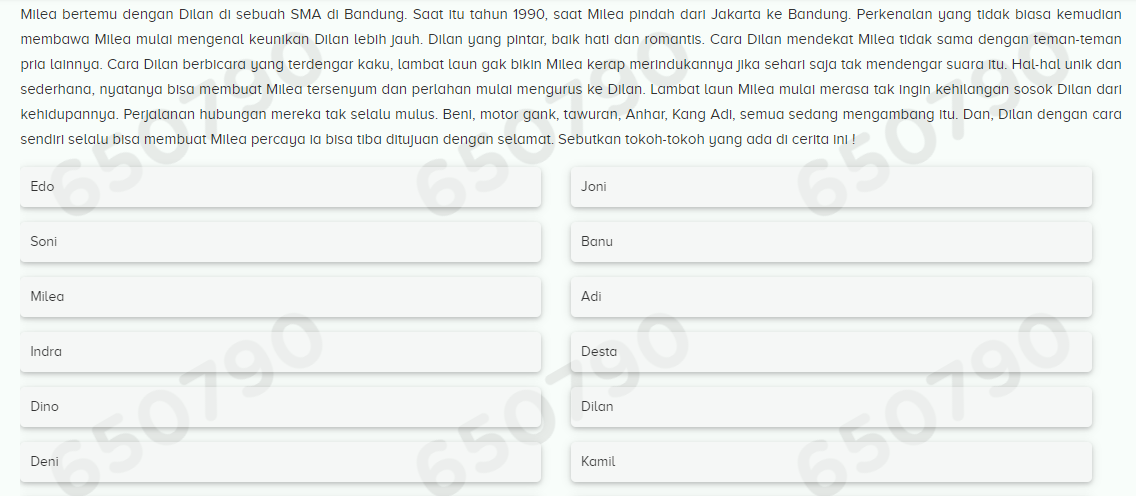 Milea bertemu dengan Dilan di sebuah SMA di Bandung. Saat itu tahun 1990, saat Milea pindah dari Jakarta ke Bandung. Perkenalan yang tidak biasa kemudian
membawa Milea mulai mengenal keunikan Dilan lebih jauh. Dilan yang pintar, baik hati dan romantis. Cara Dilan mendekat Milea tidak sama dengan teman-teman
pria lainnya. Cara Dilan berbicara yang terdengar kaku, lambat laun gak bikin Milea kerap merindukannya jika sehari saja tak mendengar suara itu. Hal-hal unik dan
sederhana, nyatanya bisa membuat Milea tersenyum dan perlahan mulai mengurus ke Dilan. Lambat laun Milea mulai merasa tak ingin kehilangan sosok Dilan dari
kehidupannya. Perjalanan hubungan mereka tak selalu mulus. Beni, motor gank, tawuran, Anhar, Kang Adi, semua sedang mengambang itu. Dan, Dilan dengan cara
sendiri selalu bisa membuat Milea percaya ia bisa tiba ditujuan dengan selamat. Sebutkan tokoh-tokoh yang ada di cerita ini !
Edo
Joni
Soni
Banu
Milea
Adi
Indra
Desta
Dino
Dilan
Deni
Kamil
650790
650790
650790
650790
650790
650790